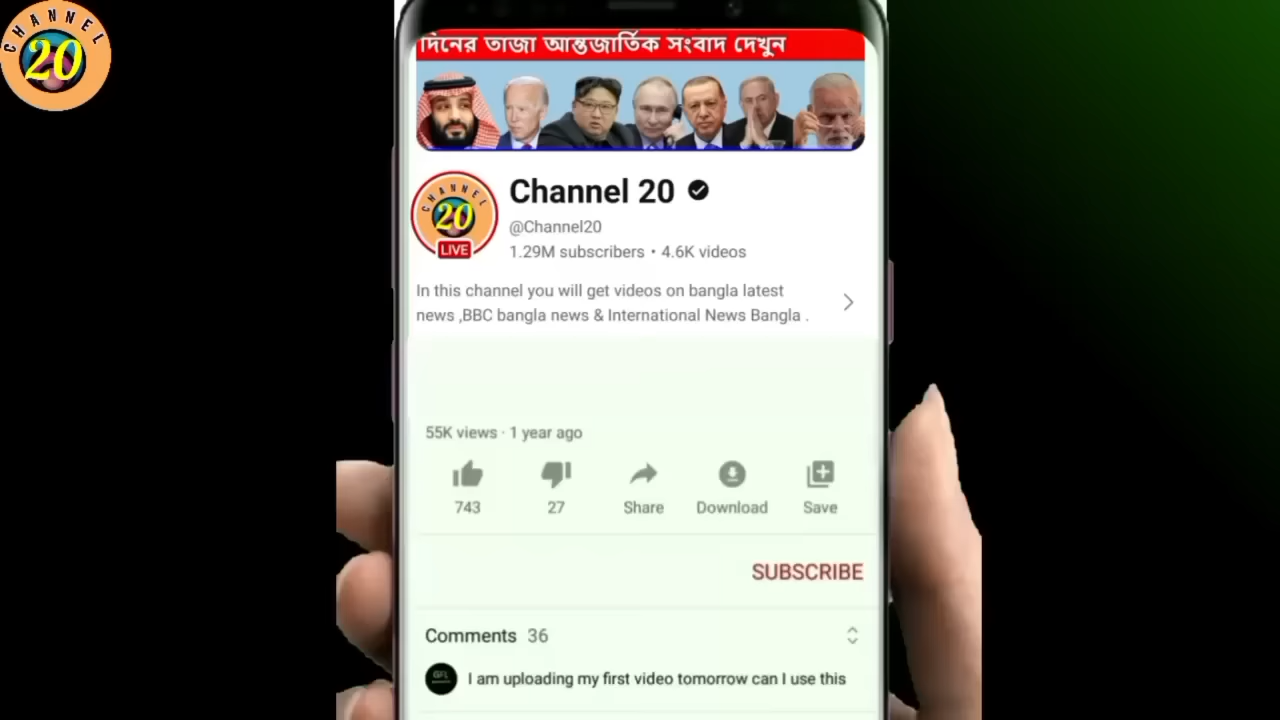 CHANNEL
20
দিনের তাজা আন্তজার্তিক সংবাদ দেখুন
CHANNEL
20
LIVE
Channel 20
@Channel20
1.29M subscribers • 4.6K videos
In this channel you will get videos on bangla latest
news ,BBC bangla news & International News Bangla .
55K views · 1 year ago
743
27
Share
Download
Save
SUBSCRIBE
Comments 36
GFL
I am uploading my first video tomorrow can I use this